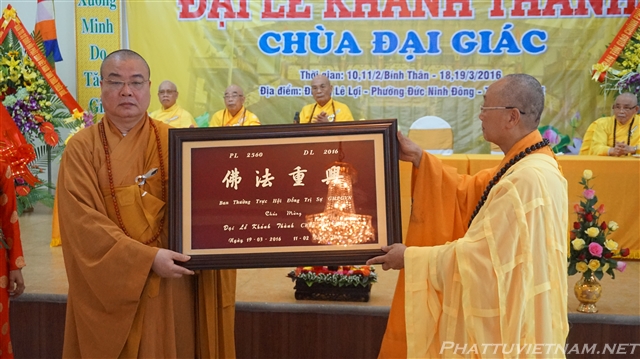 ĐẠI LỄ KHÁNH THÀNH
CHÙA ĐẠI GIÁC
Thời gian: 10,11/2/Bính Thân - 18,19/3/2016
Địa điểm: Lê Lợi - Phường Đức Ninh Đông -
Xương
Minh
Do
PL 2560 DL 2016
佛法重興
Ban Thường Trực Hội Đồng Trị Sự GHPGVN
Chúc Mừng
Đại Lễ Khánh Thành
Ngày 19-03-2016 11-02
PHATTUVIETNAM.NET